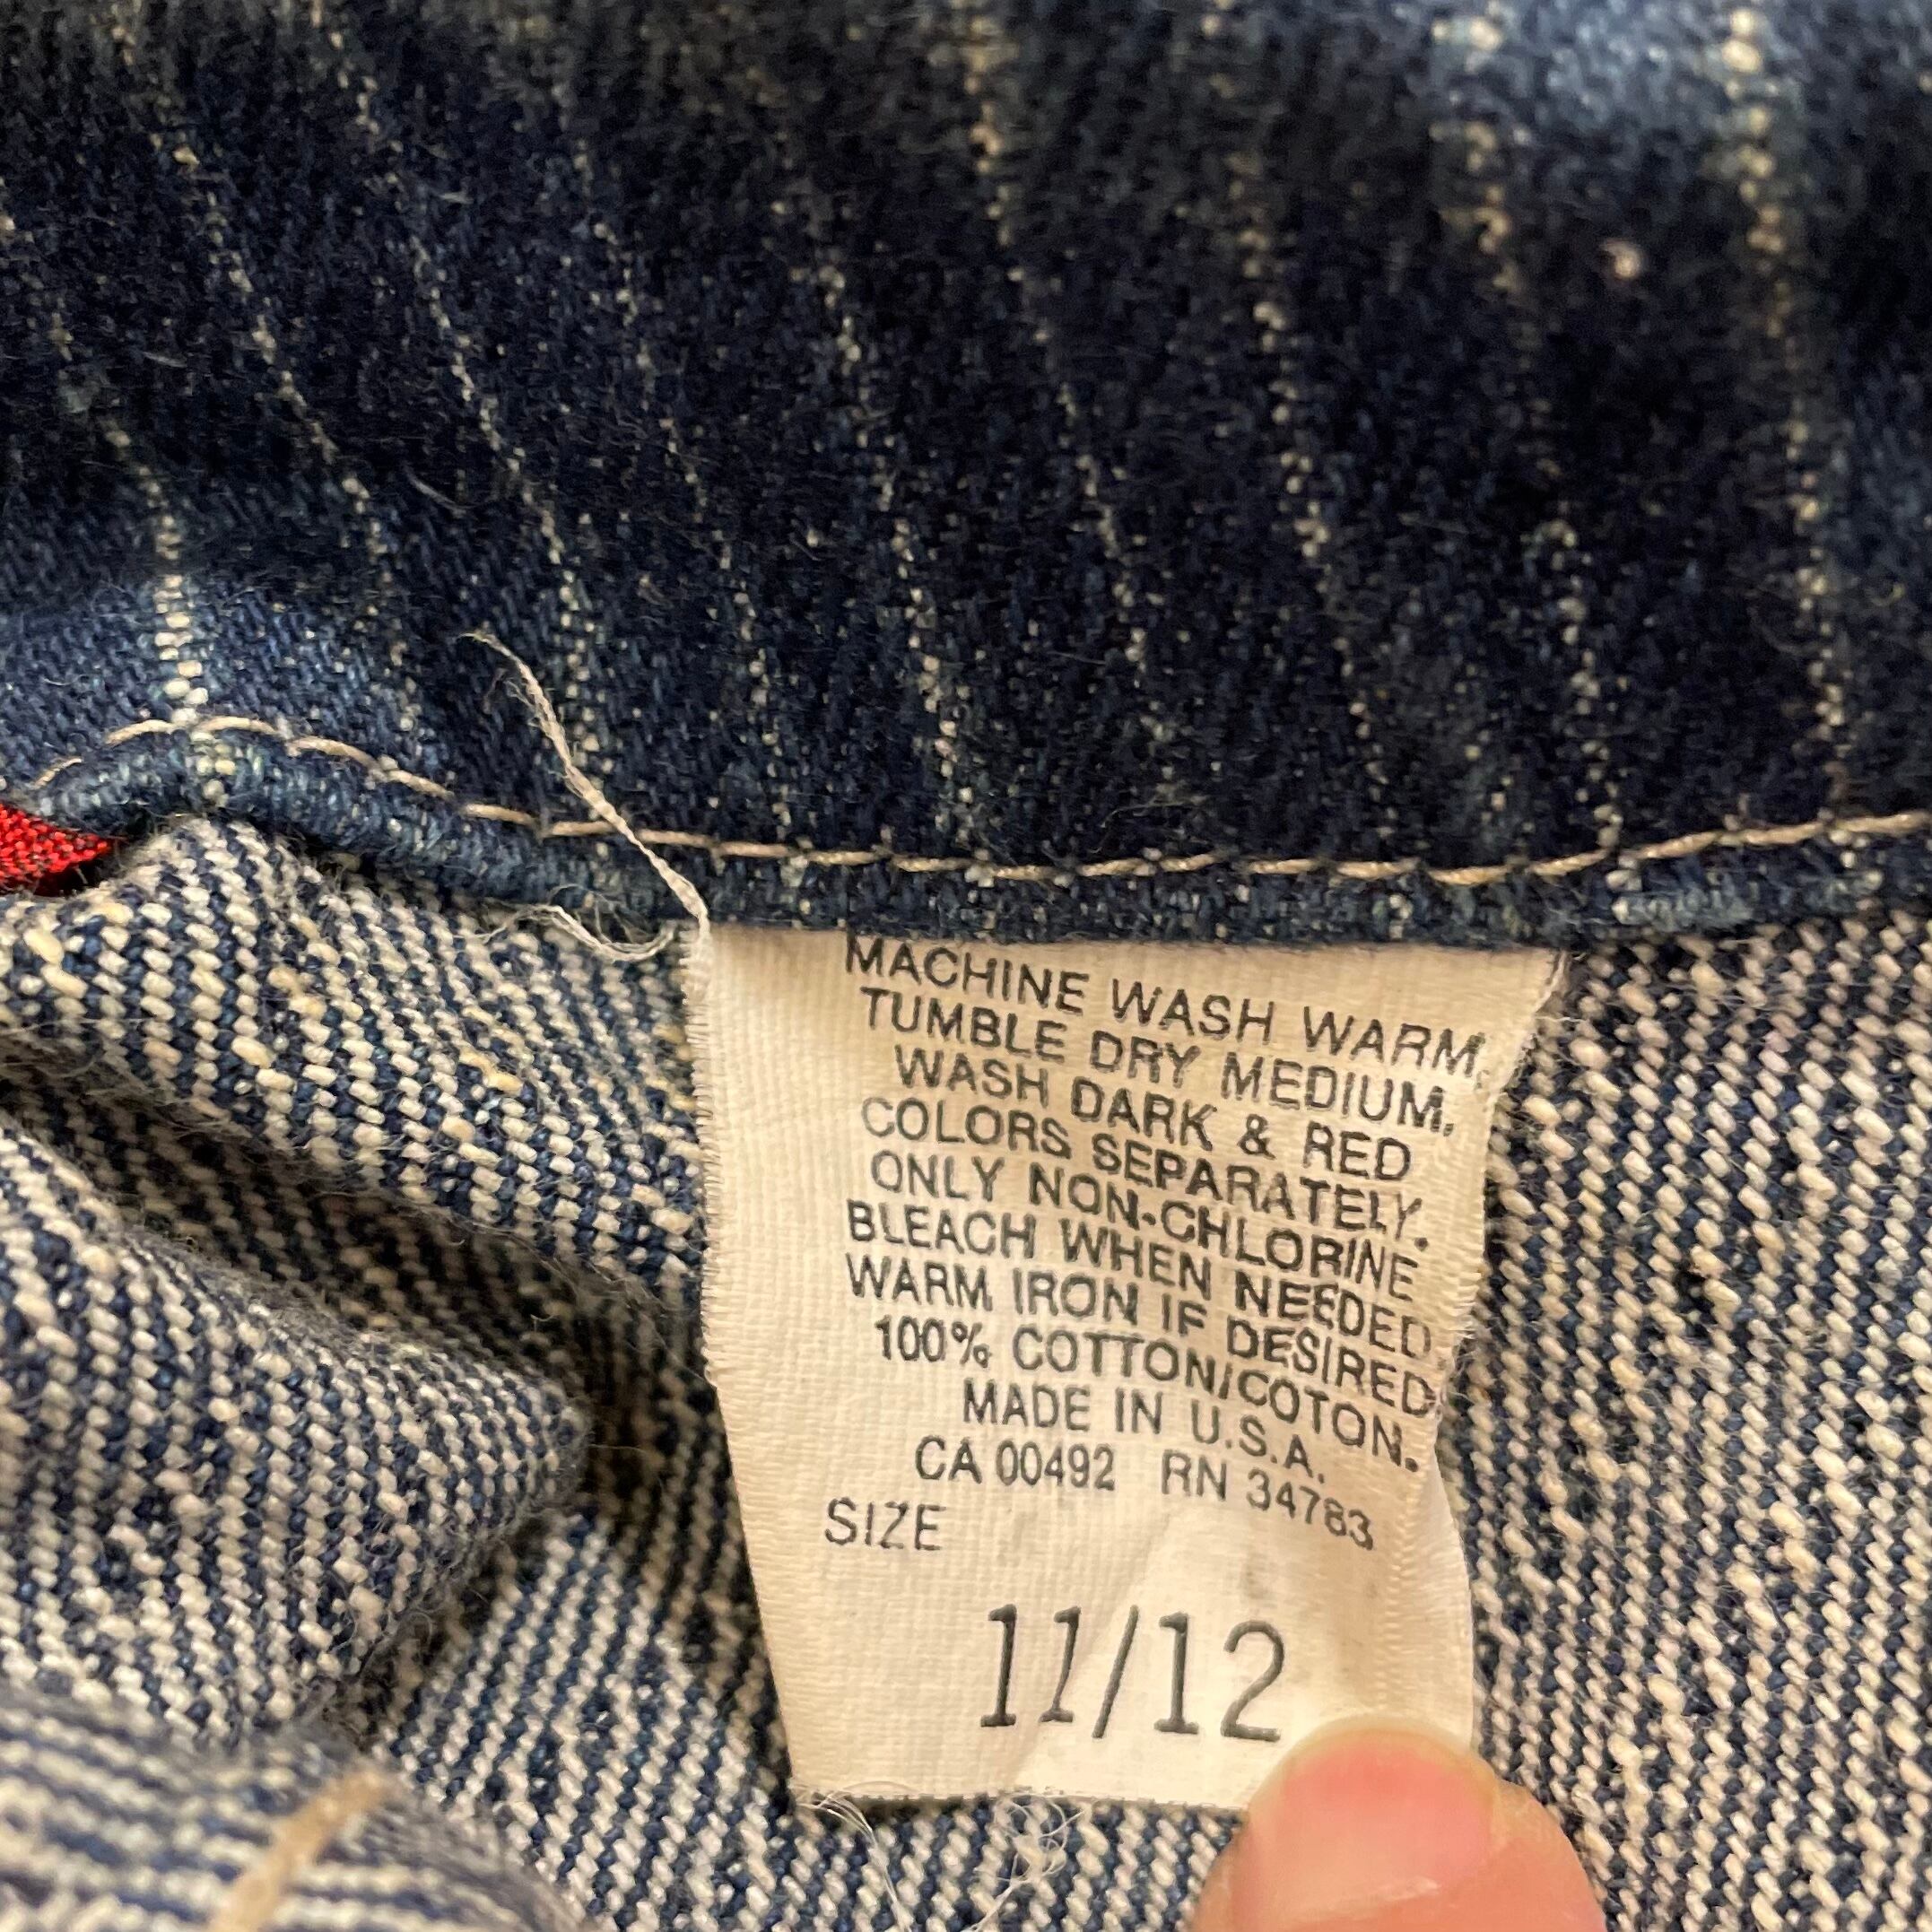 MACHINE WASH WARM,
TUMBLE DRY MEDIUM,
WASH DARK & RED
COLORS SEPARATELY.
ONLY NON-CHLORINE
BLEACH WHEN NEEDED
WARM IRON IF DESIRED
100% COTTON/COTON.
MADE IN U.S.A.
CA 00492 RN 34783
SIZE
11/12